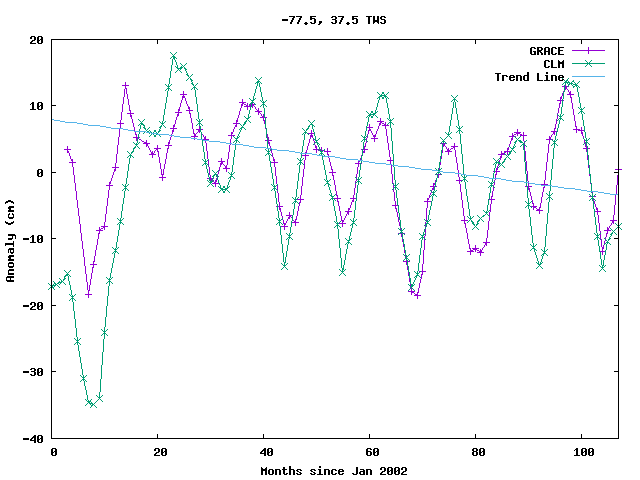 -77.5, 37.5 TWS
GRACE
CLM
Trend Line
20
10
0
-10
-20
-30
-40
Anomaly (cm)
0 20 40 60 80 100
Months since Jan 2002